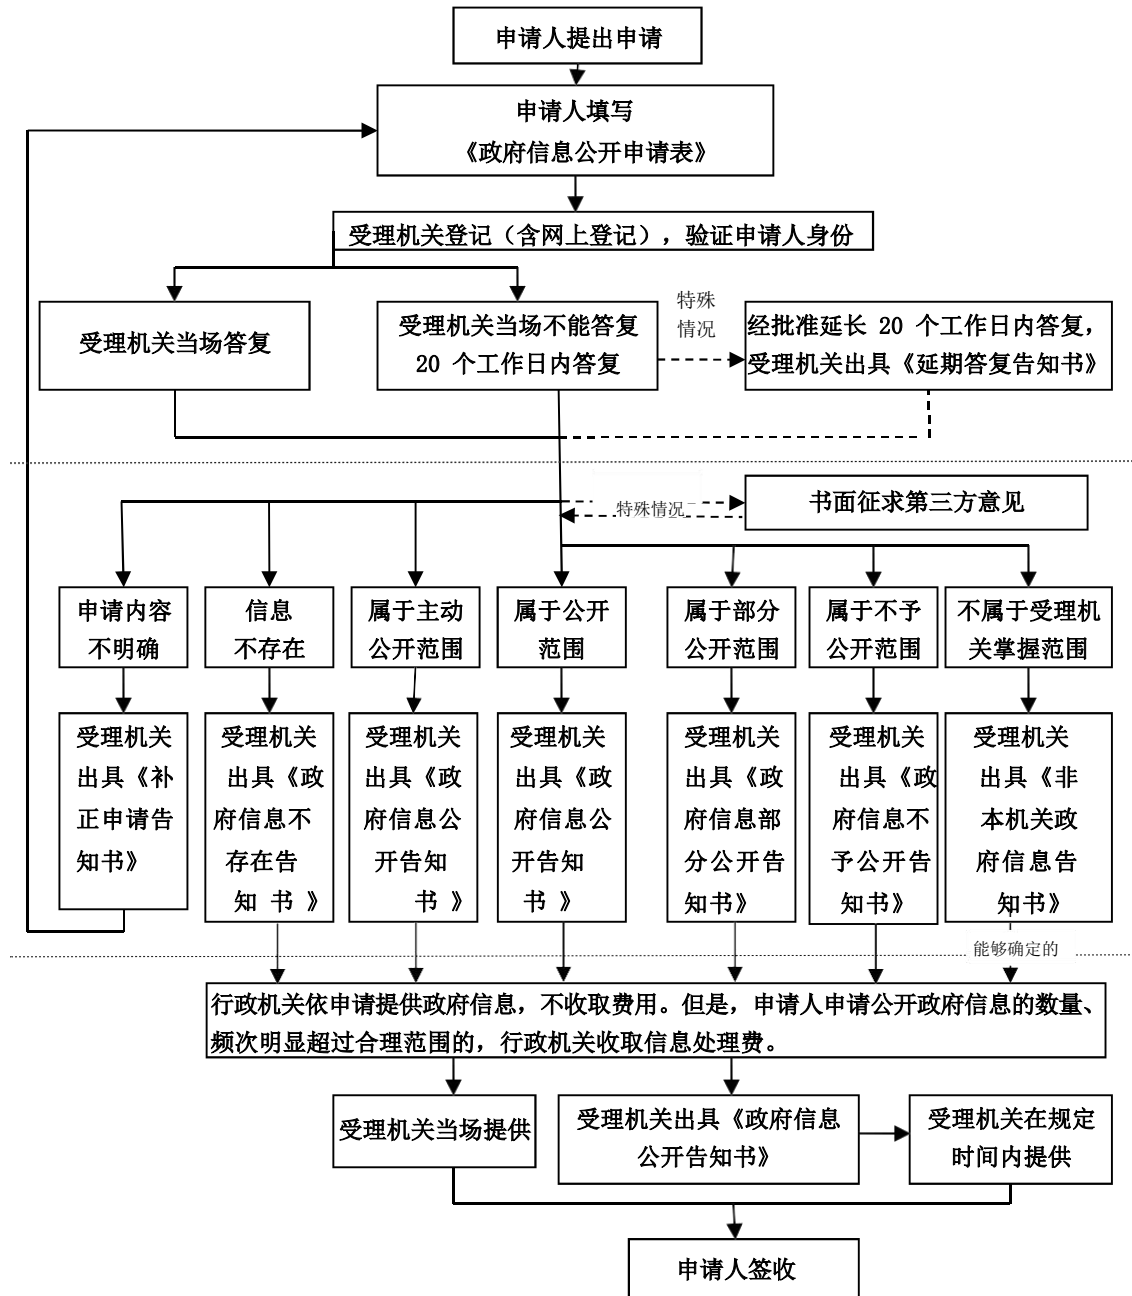 申请人提出申请
申请人填写
《政府信息公开申请表》
受理机关登记（含网上登记），验证申请人身份
受理机关当场答复
受理机关当场不能答复
20 个工作日内答复
特殊
情况
经批准延长 20 个工作日内答复，
受理机关出具《延期答复告知书》
特殊情况
书面征求第三方意见
申请内容
不明确
信息
不存在
属于主动
公开范围
属于公开
范围
属于部分
公开范围
属于不予
公开范围
不属于受理机
关掌握范围
受理机关
出具《补
正申请告
知书》
受理机关
出具《政
府信息不
存在告
知 书 》
受理机关
出具《政
府信息公
开告知
书 》
受理机关
出具《政
府信息公
开告知
书 》
受理机关
出具《政
府信息部
分公开告
知书》
受理机关
出具《政
府信息不
予公开告
知书》
受理机关
出具《非
本机关政
府信息告
知书》
能够确定的
行政机关依申请提供政府信息，不收取费用。但是，申请人申请公开政府信息的数量、
频次明显超过合理范围的，行政机关收取信息处理费。
受理机关当场提供
受理机关出具《政府信息
公开告知书》
受理机关在规定
时间内提供
申请人签收